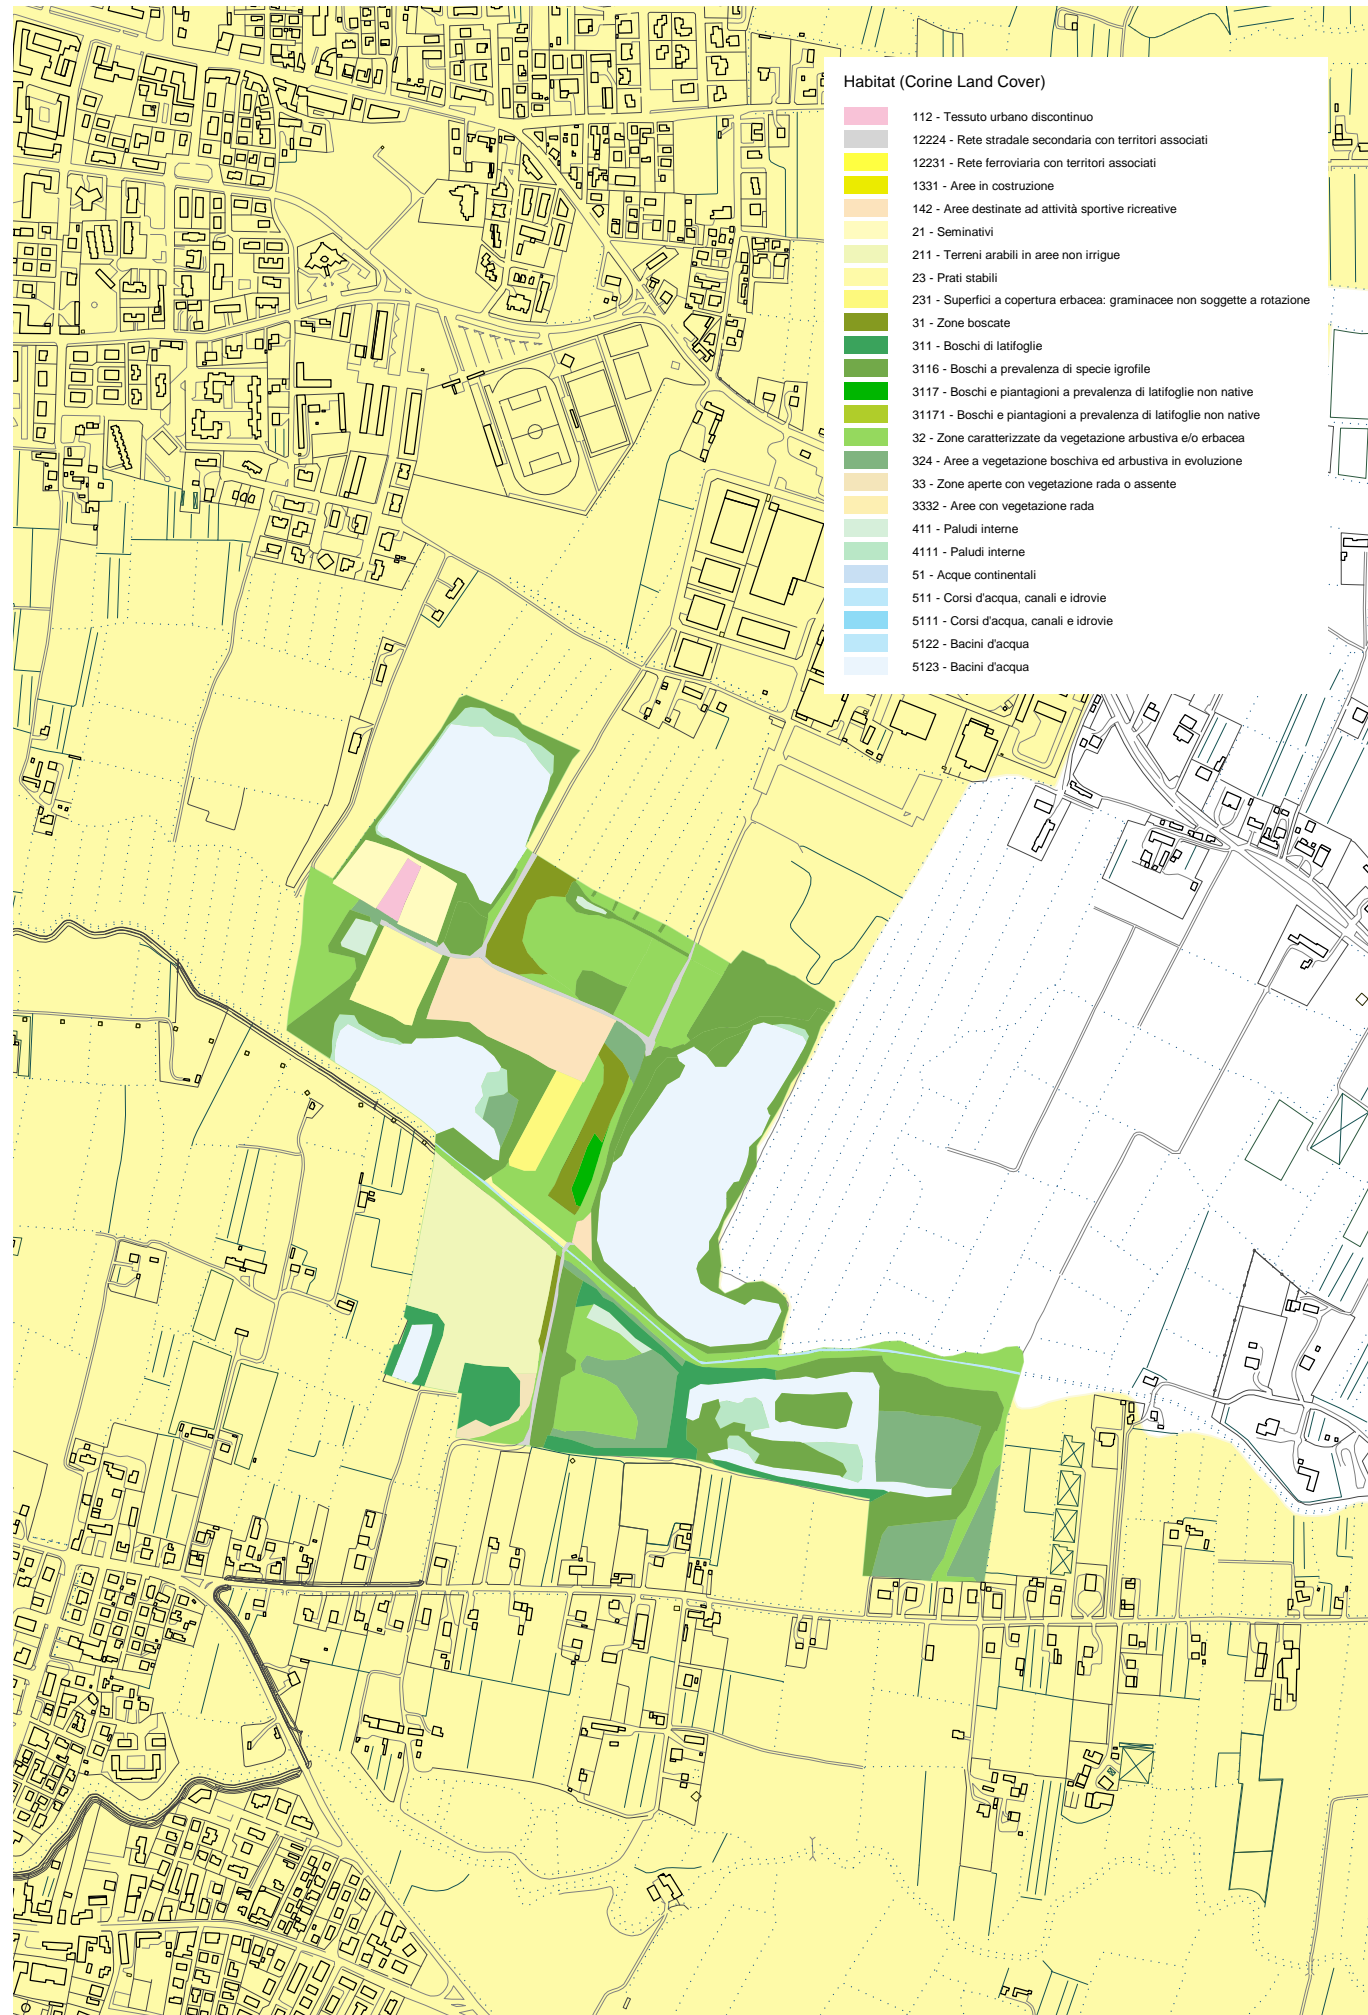 Habitat (Corine Land Cover)
112 - Tessuto urbano discontinuo
12224 - Rete stradale secondaria con territori associati
12231 - Rete ferroviaria con territori associati
1331 - Aree in costruzione
142 - Aree destinate ad attività sportive ricreative
21 - Seminativi
211 - Terreni arabili in aree non irrigue
23 - Prati stabili
231 - Superfici a copertura erbacea: graminacee non soggette a rotazione
31 - Zone boscate
311 - Boschi di latifoglie
3116 - Boschi a prevalenza di specie igrofile
3117 - Boschi e piantagioni a prevalenza di latifoglie non native
31171 - Boschi e piantagioni a prevalenza di latifoglie non native
32 - Zone caratterizzate da vegetazione arbustiva e/o erbacea
324 - Aree a vegetazione boschiva ed arbustiva in evoluzione
33 - Zone aperte con vegetazione rada o assente
3332 - Aree con vegetazione rada
411 - Paludi interne
4111 - Paludi interne
51 - Acque continentali
511 - Corsi d'acqua, canali e idrovie
5111 - Corsi d'acqua, canali e idrovie
5122 - Bacini d'acqua
5123 - Bacini d'acqua